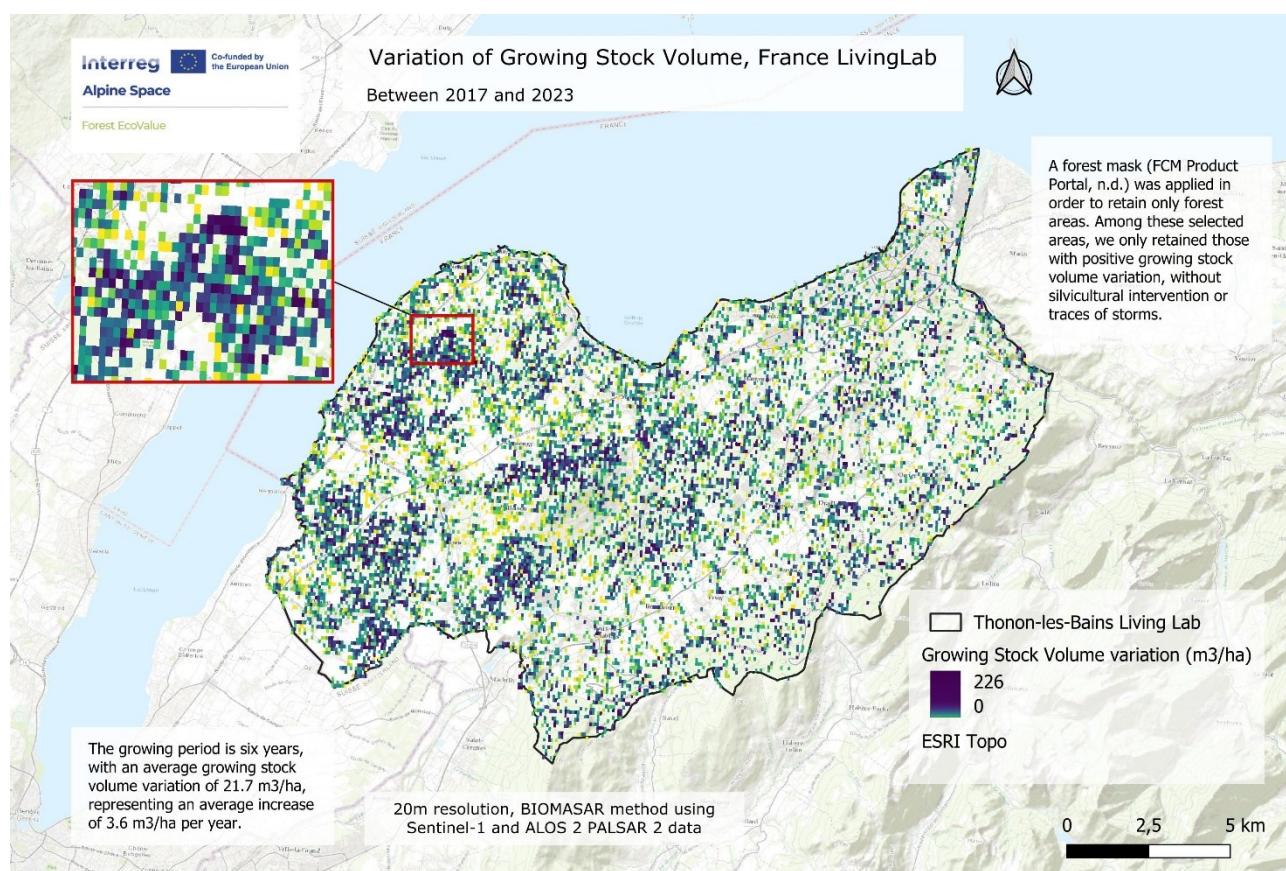 Interreg
Co-funded by
the European Union
Alpine Space
Forest EcoValue
Variation of Growing Stock Volume, France LivingLab
Between 2017 and 2023
A forest mask (FCM Product
Portal, n.d.) was applied in
order to retain only forest
areas. Among these selected
areas, we only retained those
with positive growing stock
volume variation, without
silvicultural intervention or
traces of storms.
FRANCE
SUISSE
FRANCE
Machilly
Thonon-les-Bains Living Lab
Growing Stock Volume variation (m3/ha)
226
0
ESRI Topo
The growing period is six years,
with an average growing stock
volume variation of 21.7 m3/ha,
representing an average increase
of 3.6 m3/ha per year.
20m resolution, BIOMASAR method using
Sentinel-1 and ALOS 2 PALSAR 2 data
0 2,5 5 km